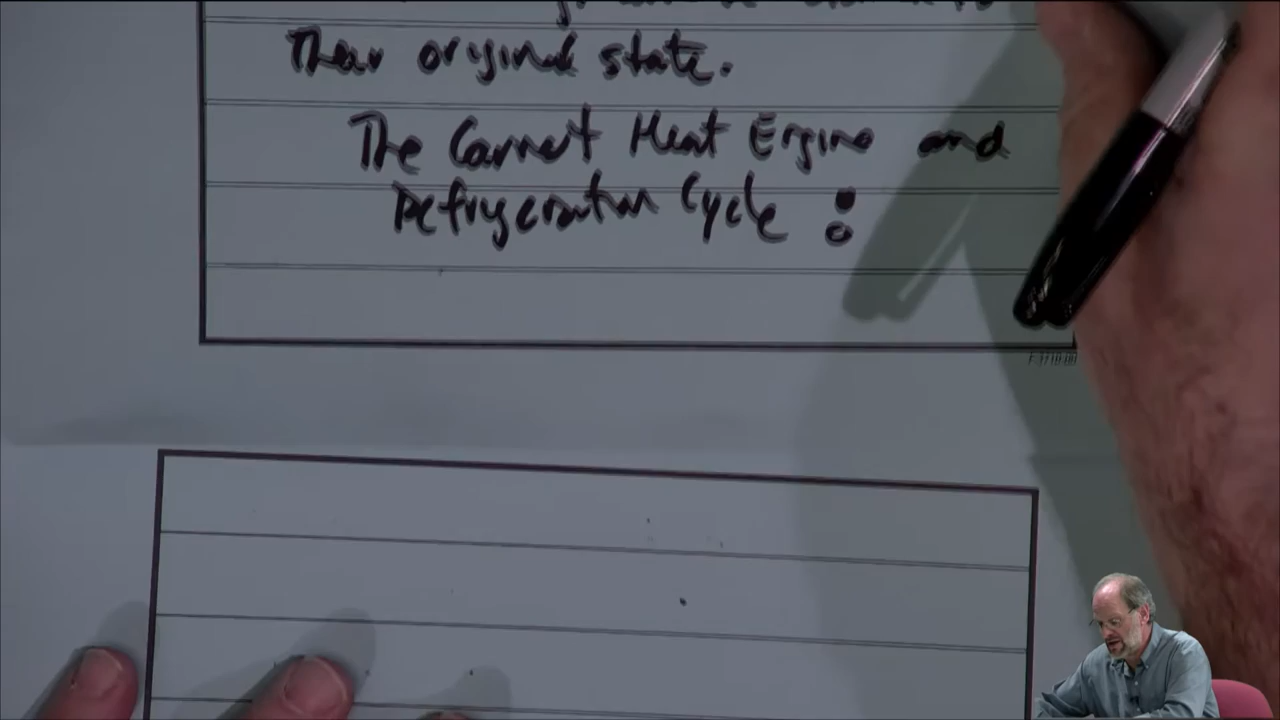 their original state.
The Carnot Heat Engine and
Refrigeration Cycle :